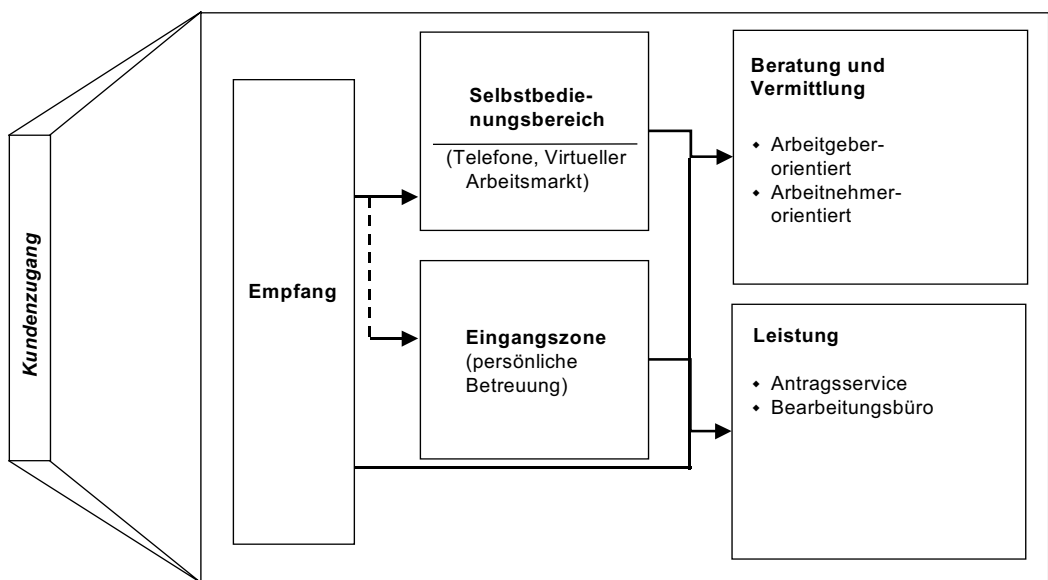 Kundenzugang
Empfang
Selbstbedie-
nungsbereich
(Telefone, Virtueller
Arbeitsmarkt)
Eingangszone
(persönliche
Betreuung)
Beratung und
Vermittlung
Arbeitgeber-
orientiert
Arbeitnehmer-
orientiert
Leistung
Antragsservice
Bearbeitungsbüro